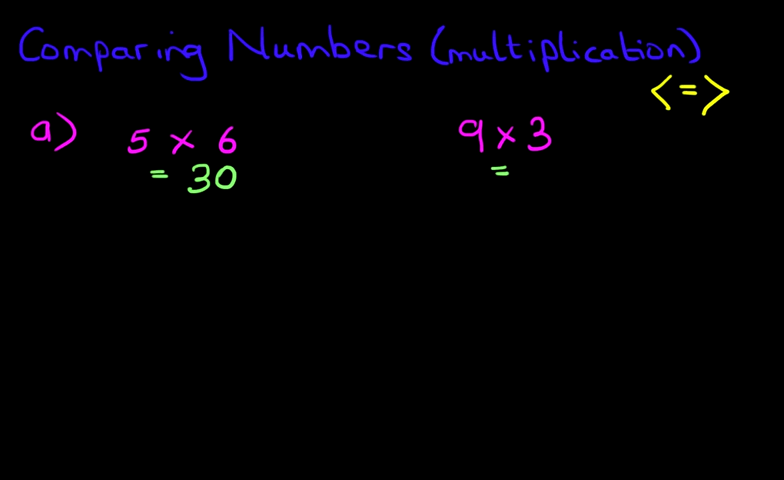 Comparing Numbers (multiplication)
< = >
a) 5 × 6 9 × 3
= 30 =